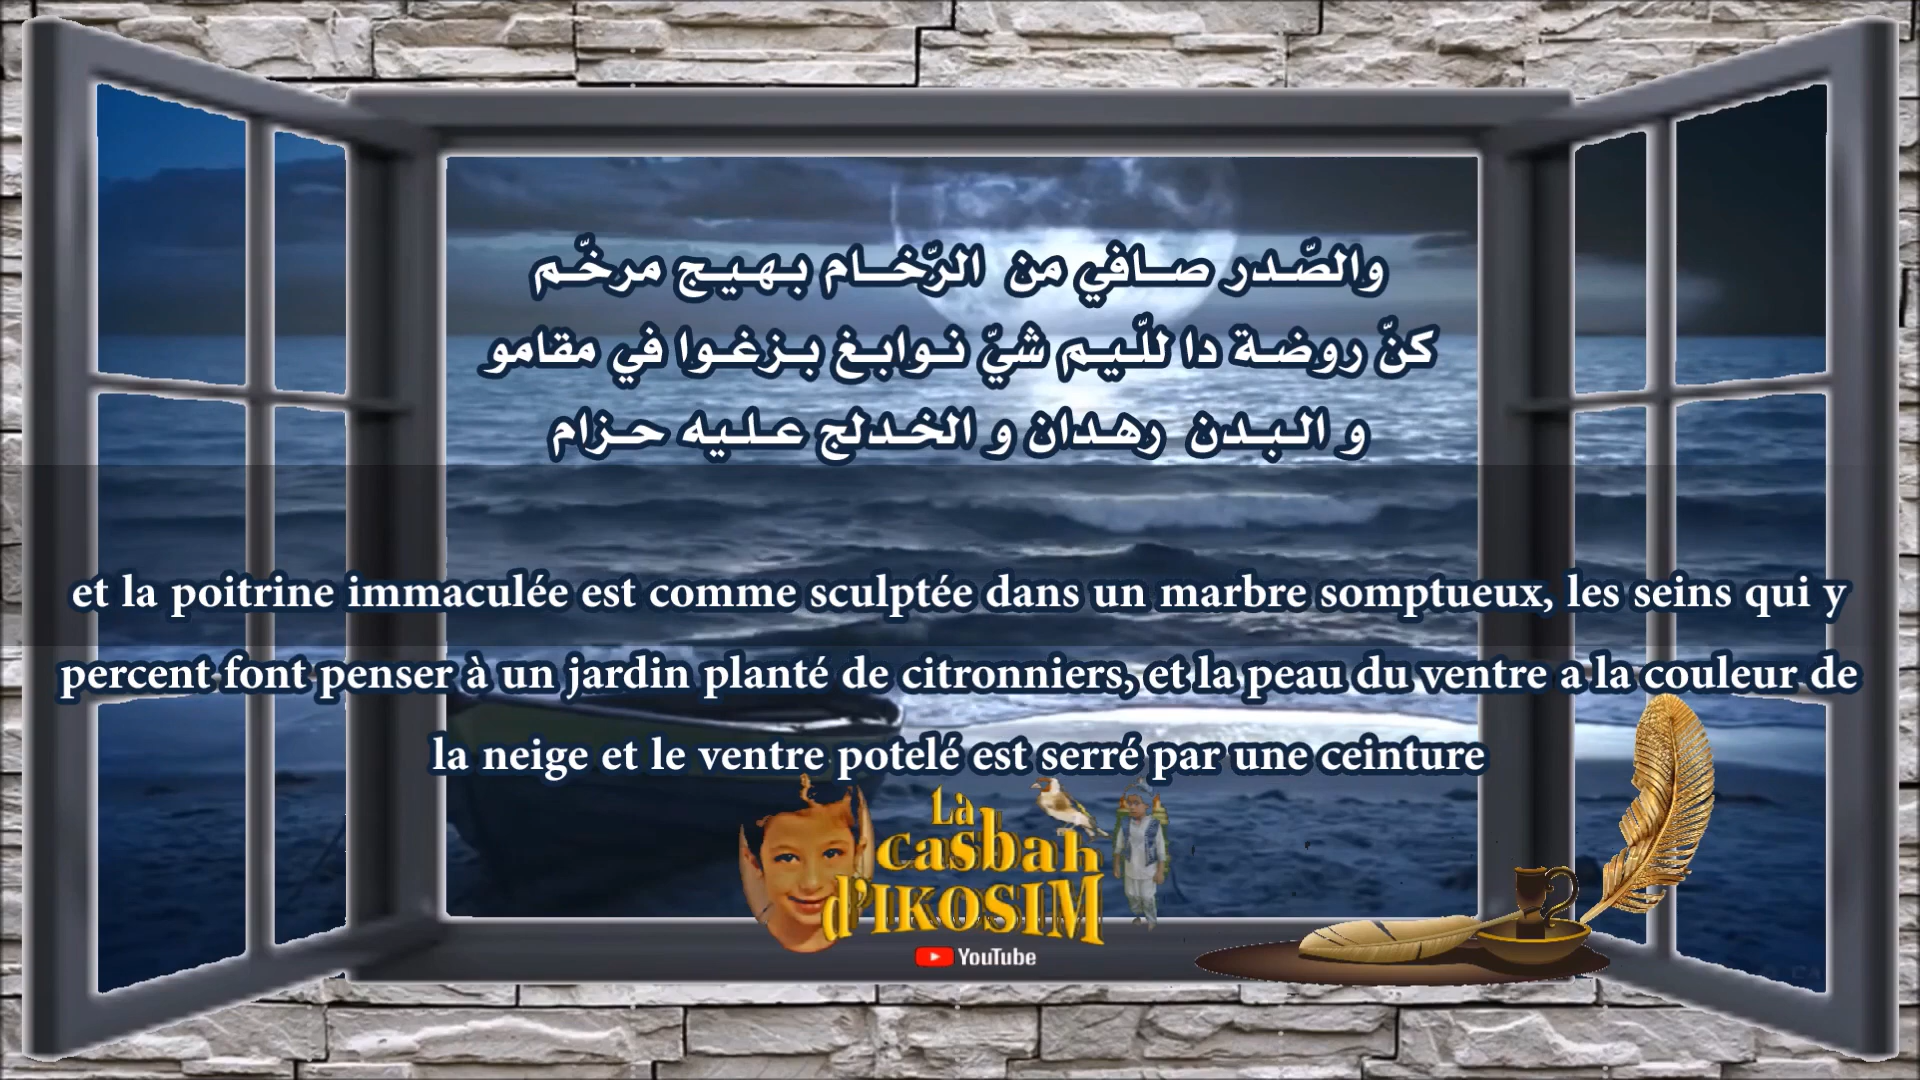 والصّدر صافي من الرّخام بهيج مرخّم
كنّ روضة دا للّيم شيّ نوابغ بزغوا في مقامو
و البدن رهدان و الخدلج عليه حزام
et la poitrine immaculée est comme sculptée dans un marbre somptueux, les seins qui y
percent font penser à un jardin planté de citronniers, et la peau du ventre a la couleur de
la neige et le ventre potelé est serré par une ceinture
La
casbah
d'IKOSIM
YouTube